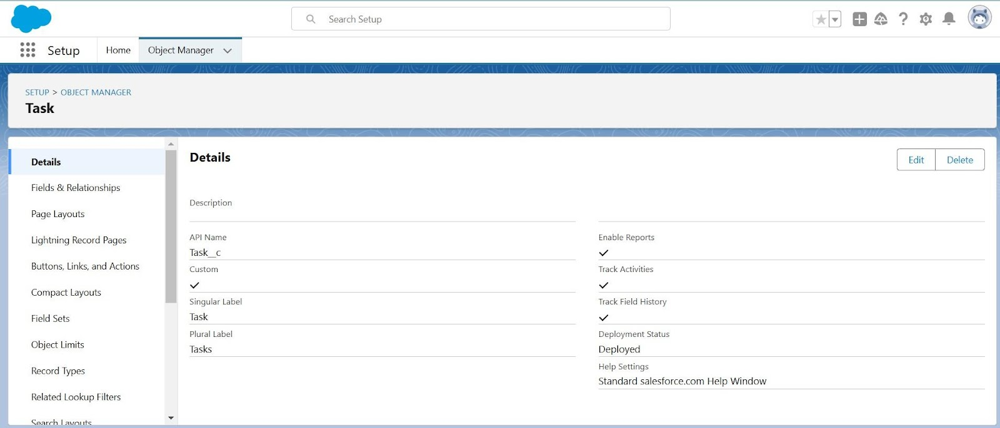 Search Setup
Setup
Home
Object Manager
SETUP > OBJECT MANAGER
Task
Details
Fields & Relationships
Page Layouts
Lightning Record Pages
Buttons, Links, and Actions
Compact Layouts
Field Sets
Object Limits
Record Types
Related Lookup Filters
Search Layouts
Details
Edit
Delete
Description
API Name
Task__c
Custom
Singular Label
Task
Plural Label
Tasks
Enable Reports
Track Activities
Track Field History
Deployment Status
Deployed
Help Settings
Standard salesforce.com Help Window